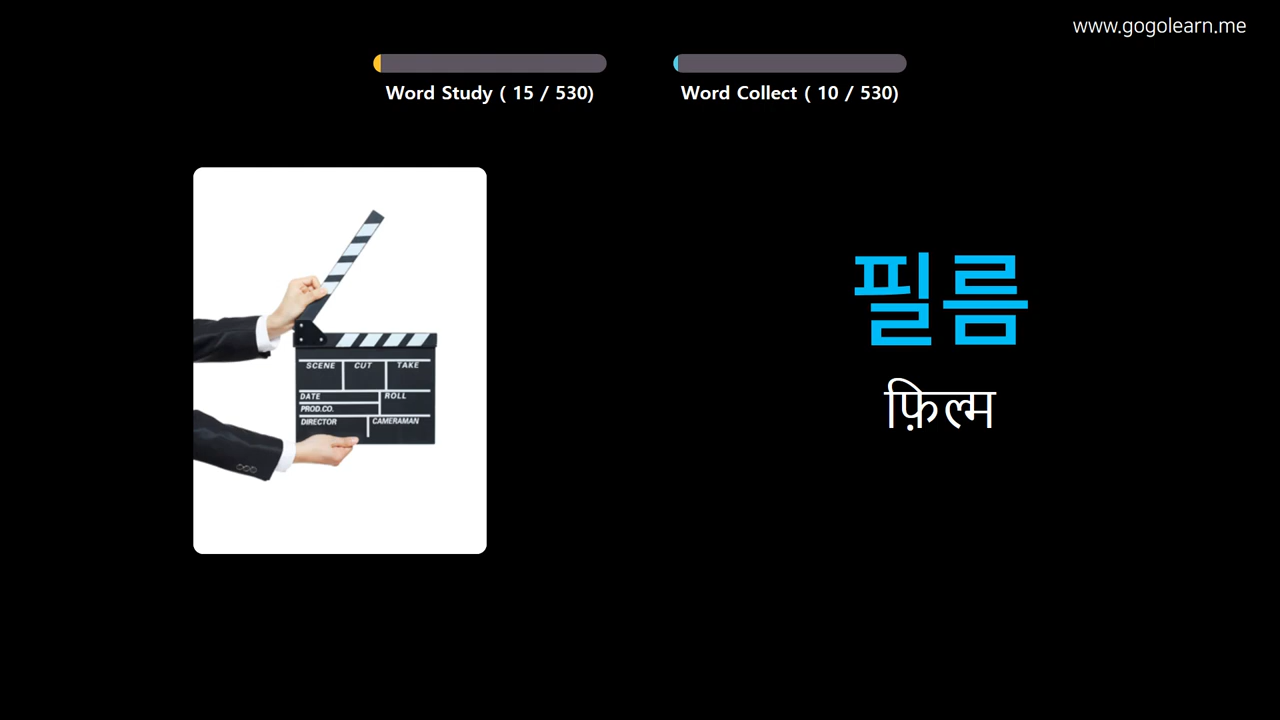 www.gogolearn.me
Word Study ( 15 / 530)
Word Collect ( 10 / 530)
SCENE CUT TAKE
DATE ROLL
PROD.CO.
DIRECTOR CAMERAMAN
필름
फ़िल्म